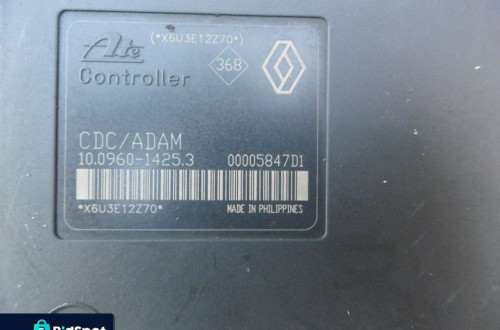 Ate (*X6U3E12Z70*)
Controller 368
CDC/ADAM
10.0960-1425.3 00005847D1
*X6U3E12Z70* MADE IN PHILIPPINES
BidSpot